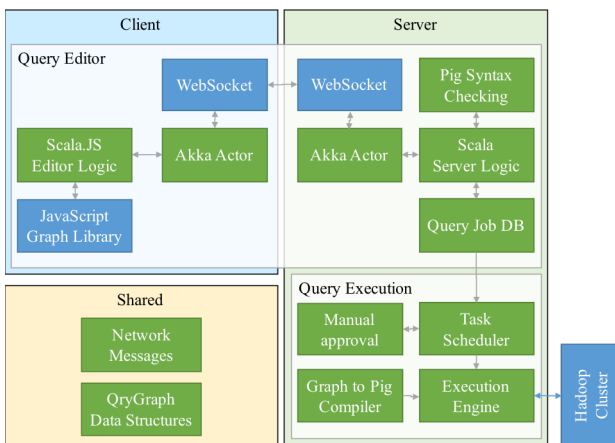 Client
Server
Query Editor
WebSocket
WebSocket
Pig Syntax
Checking
Scala.JS
Editor Logic
Akka Actor
Akka Actor
Scala
Server Logic
JavaScript
Graph Library
Query Job DB
Shared
Network
Messages
QryGraph
Data Structures
Query Execution
Manual
approval
Task
Scheduler
Graph to Pig
Compiler
Execution
Engine
Hadoop
Cluster